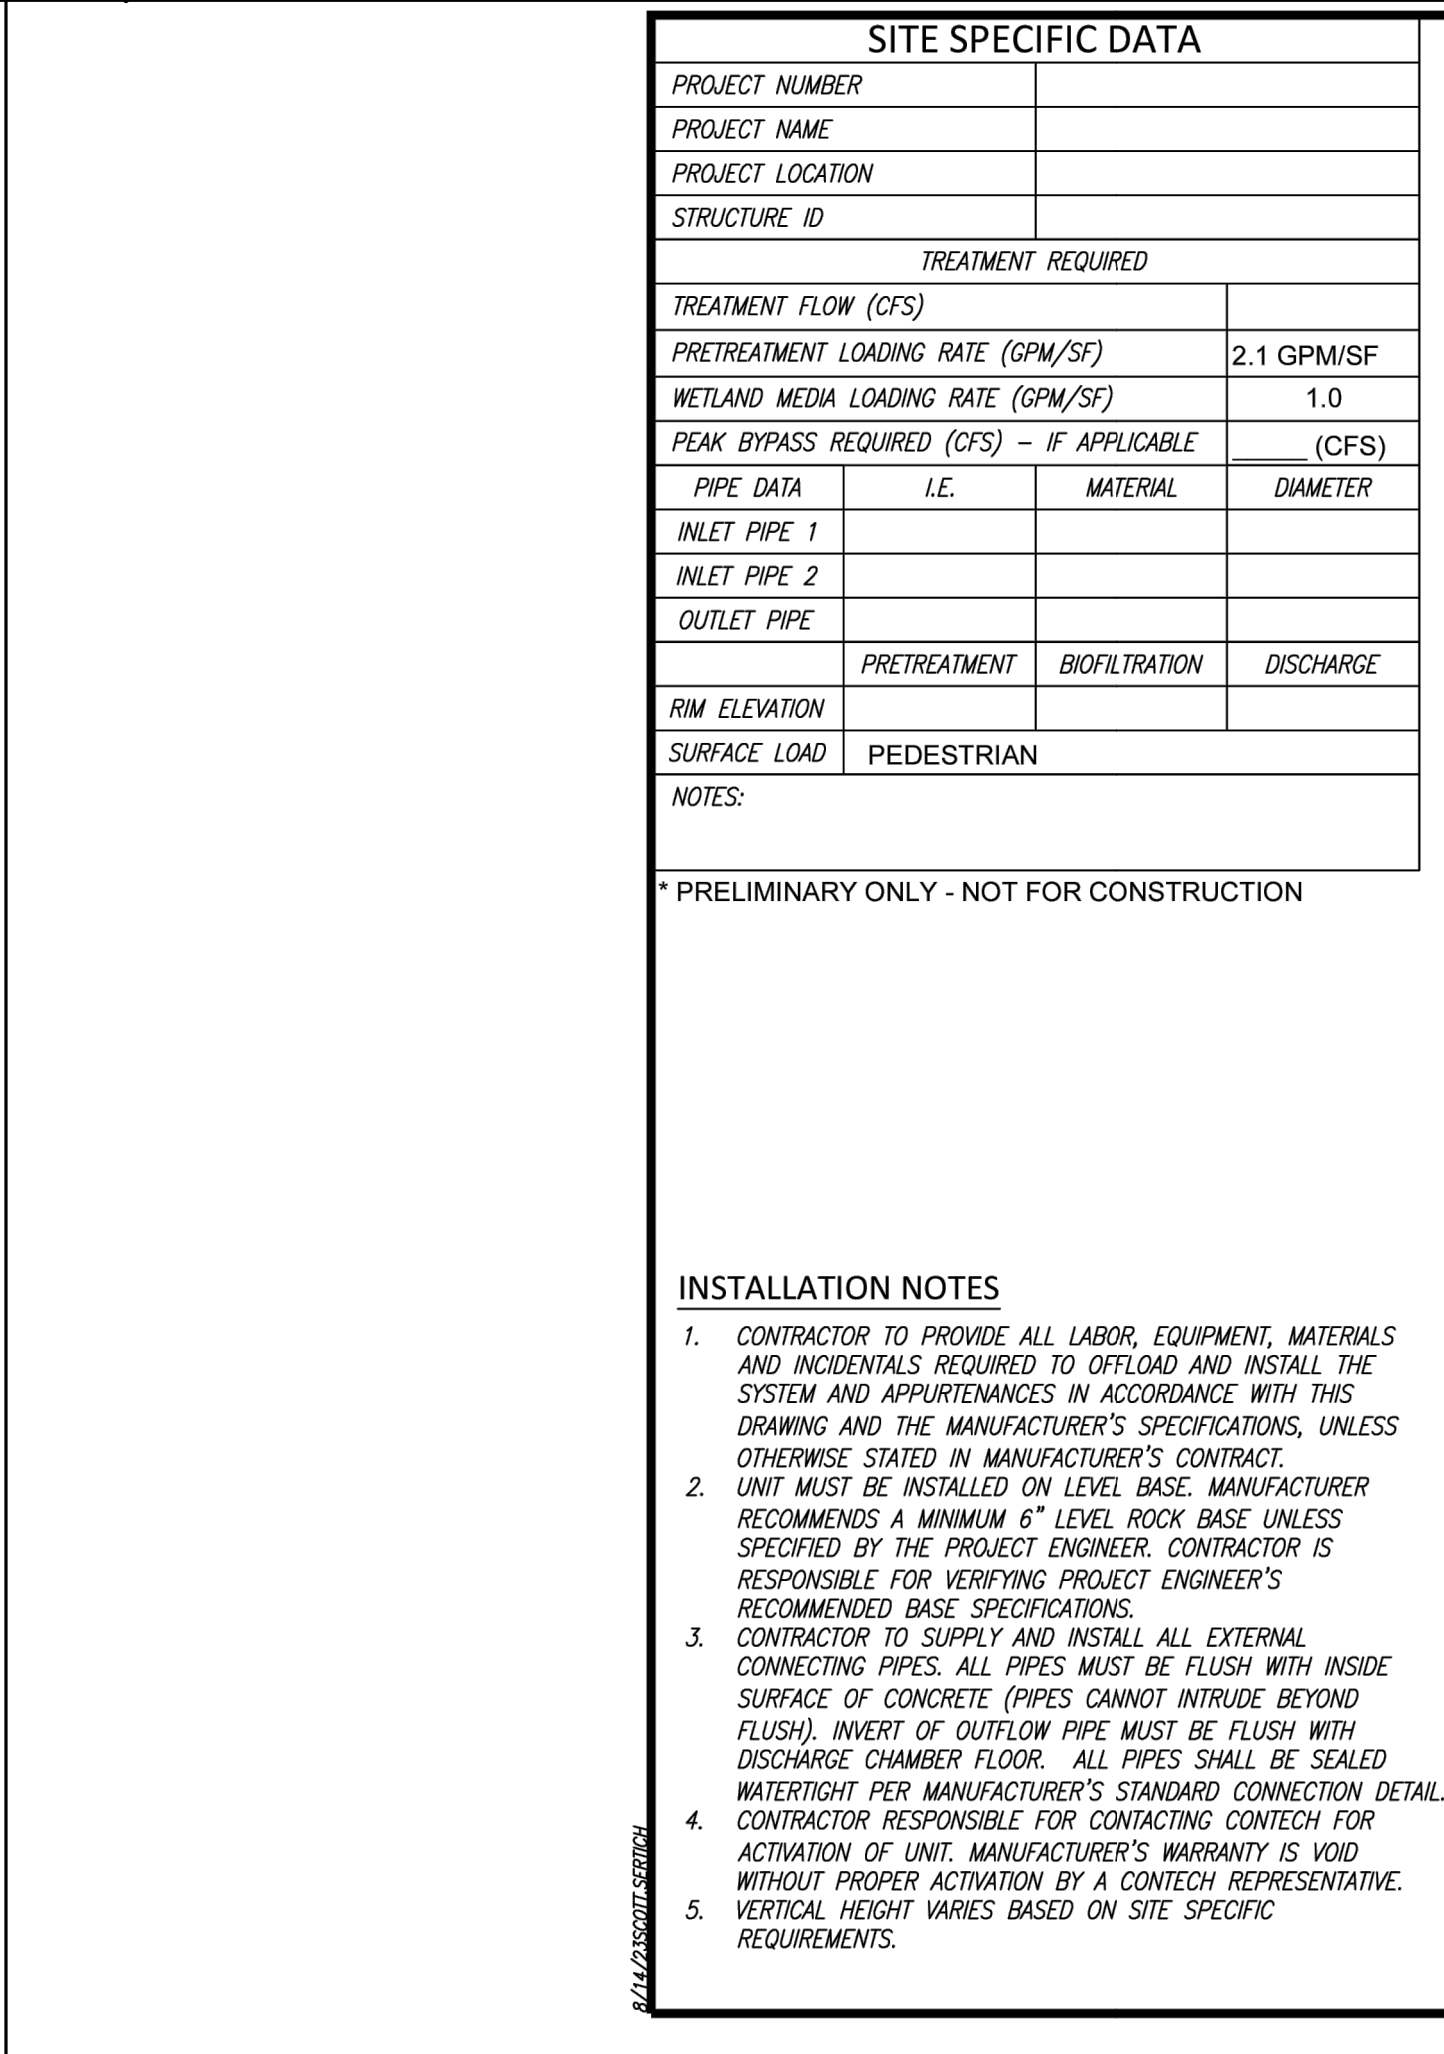 SITE SPECIFIC DATA
PROJECT NUMBER
PROJECT NAME
PROJECT LOCATION
STRUCTURE ID
TREATMENT REQUIRED
TREATMENT FLOW (CFS)
PRETREATMENT LOADING RATE (GPM/SF) 2.1 GPM/SF
WETLAND MEDIA LOADING RATE (GPM/SF) 1.0
PEAK BYPASS REQUIRED (CFS) – IF APPLICABLE _____ (CFS)
PIPE DATA I.E. MATERIAL DIAMETER
INLET PIPE 1
INLET PIPE 2
OUTLET PIPE
PRETREATMENT BIOFILTRATION DISCHARGE
RIM ELEVATION
SURFACE LOAD PEDESTRIAN
NOTES:
* PRELIMINARY ONLY - NOT FOR CONSTRUCTION
INSTALLATION NOTES
1. CONTRACTOR TO PROVIDE ALL LABOR, EQUIPMENT, MATERIALS
AND INCIDENTALS REQUIRED TO OFFLOAD AND INSTALL THE
SYSTEM AND APPURTENANCES IN ACCORDANCE WITH THIS
DRAWING AND THE MANUFACTURER'S SPECIFICATIONS, UNLESS
OTHERWISE STATED IN MANUFACTURER'S CONTRACT.
2. UNIT MUST BE INSTALLED ON LEVEL BASE. MANUFACTURER
RECOMMENDS A MINIMUM 6" LEVEL ROCK BASE UNLESS
SPECIFIED BY THE PROJECT ENGINEER. CONTRACTOR IS
RESPONSIBLE FOR VERIFYING PROJECT ENGINEER'S
RECOMMENDED BASE SPECIFICATIONS.
3. CONTRACTOR TO SUPPLY AND INSTALL ALL EXTERNAL
CONNECTING PIPES. ALL PIPES MUST BE FLUSH WITH INSIDE
SURFACE OF CONCRETE (PIPES CANNOT INTRUDE BEYOND
FLUSH). INVERT OF OUTFLOW PIPE MUST BE FLUSH WITH
DISCHARGE CHAMBER FLOOR. ALL PIPES SHALL BE SEALED
WATERTIGHT PER MANUFACTURER'S STANDARD CONNECTION DETAIL.
4. CONTRACTOR RESPONSIBLE FOR CONTACTING CONTECH FOR
ACTIVATION OF UNIT. MANUFACTURER'S WARRANTY IS VOID
WITHOUT PROPER ACTIVATION BY A CONTECH REPRESENTATIVE.
5. VERTICAL HEIGHT VARIES BASED ON SITE SPECIFIC
REQUIREMENTS.
8/14/23SCOTT.SERTICH